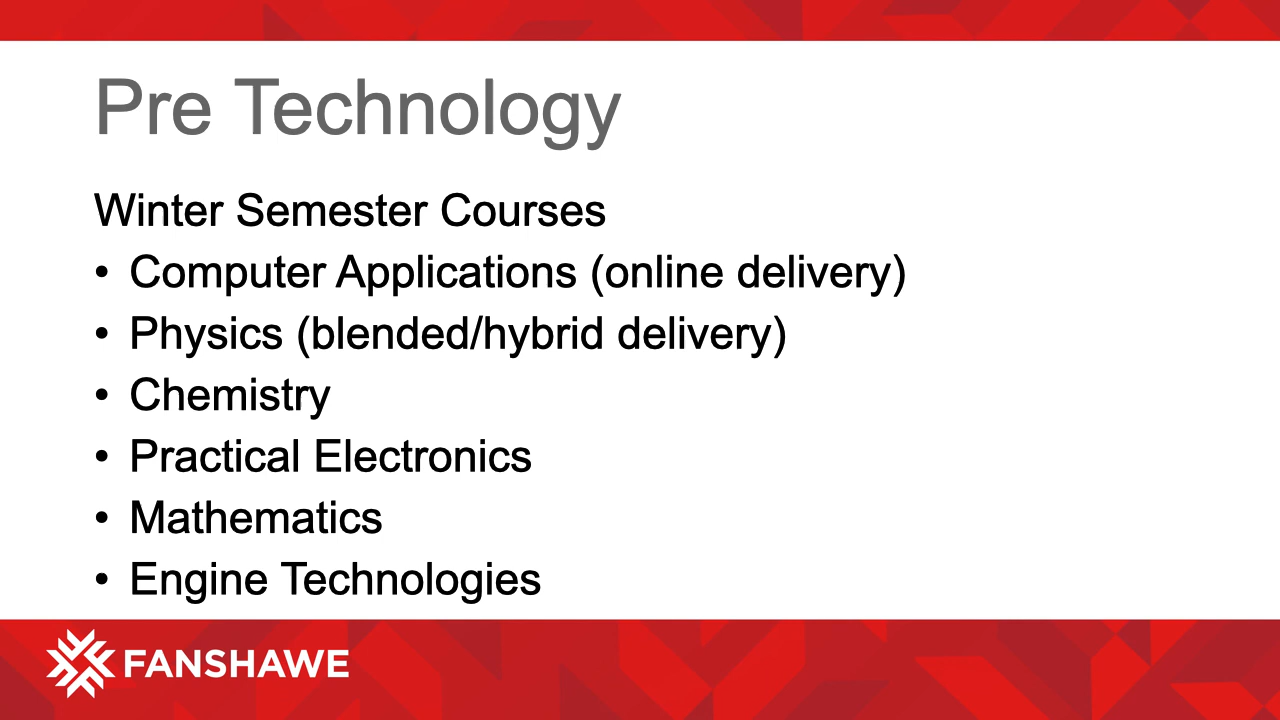 Pre Technology
Winter Semester Courses
• Computer Applications (online delivery)
• Physics (blended/hybrid delivery)
• Chemistry
• Practical Electronics
• Mathematics
• Engine Technologies
FANSHAWE